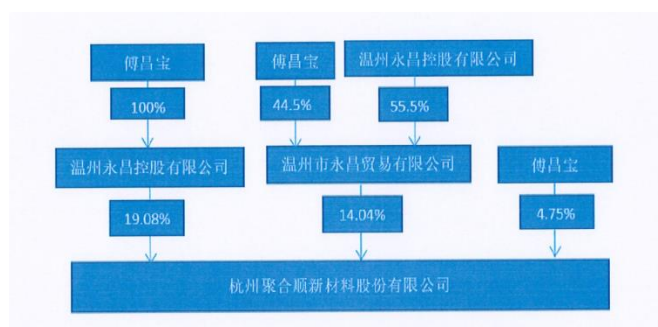 傅昌宝
傅昌宝
温州永昌控股有限公司
100%
44.5%
55.5%
温州永昌控股有限公司
温州市永昌贸易有限公司
傅昌宝
19.08%
14.04%
4.75%
杭州聚合顺新材料股份有限公司